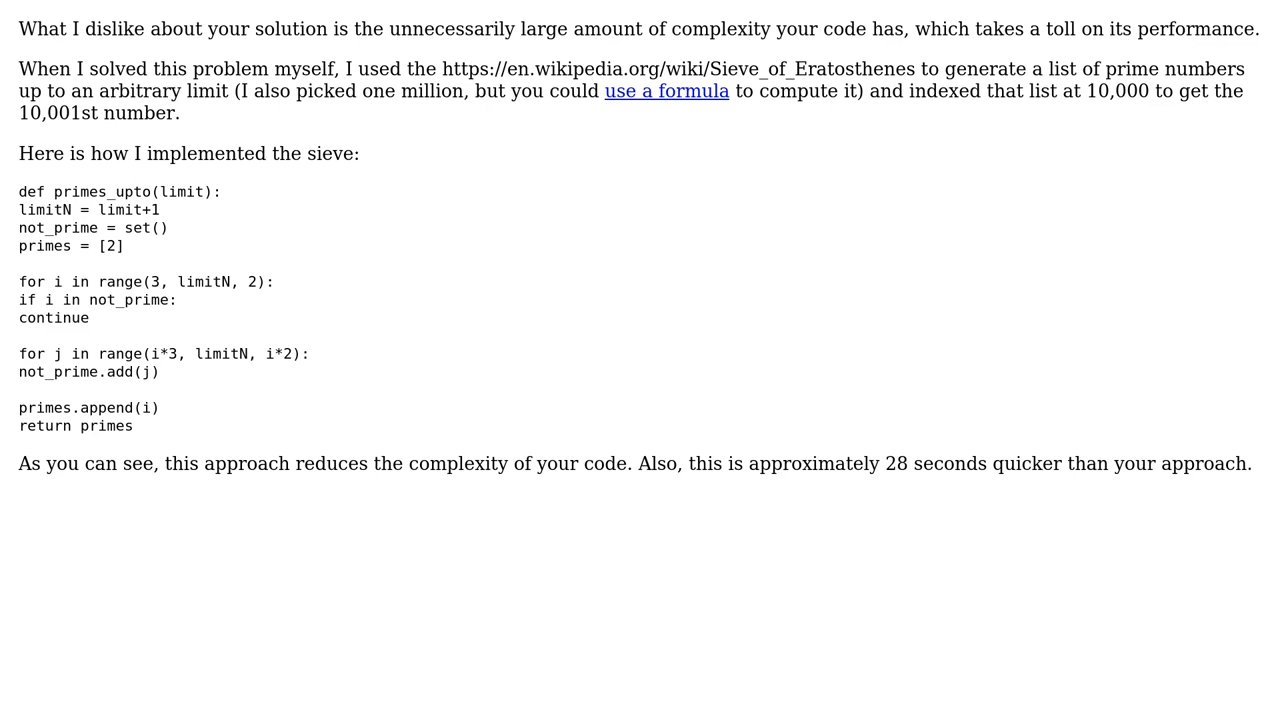 What I dislike about your solution is the unnecessarily large amount of complexity your code has, which takes a toll on its performance.
When I solved this problem myself, I used the https://en.wikipedia.org/wiki/Sieve_of_Eratosthenes to generate a list of prime numbers
up to an arbitrary limit (I also picked one million, but you could use a formula to compute it) and indexed that list at 10,000 to get the
10,001st number.
Here is how I implemented the sieve:
def primes_upto(limit):
limitN = limit+1
not_prime = set()
primes = [2]
for i in range(3, limitN, 2):
if i in not_prime:
continue
for j in range(i*3, limitN, i*2):
not_prime.add(j)
primes.append(i)
return primes
As you can see, this approach reduces the complexity of your code. Also, this is approximately 28 seconds quicker than your approach.